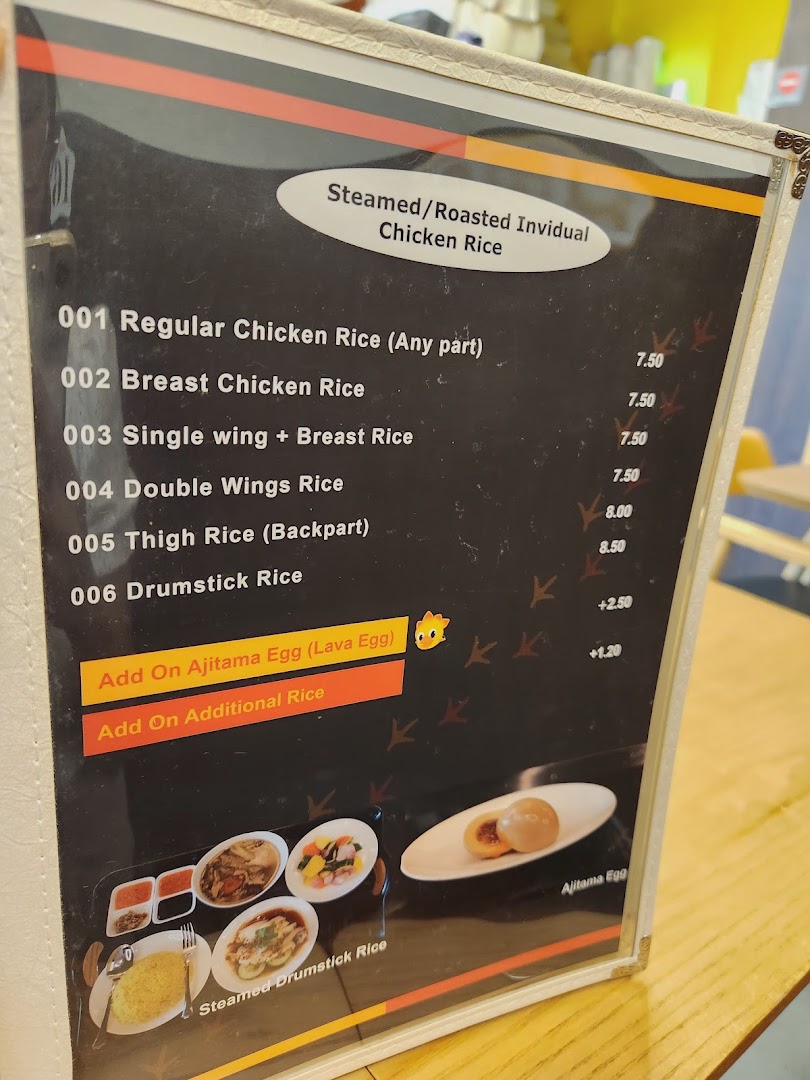 Steamed/Roasted Invidual
Chicken Rice
001 Regular Chicken Rice (Any part) 7.50
002 Breast Chicken Rice 7.50
003 Single wing + Breast Rice 7.50
004 Double Wings Rice 7.50
005 Thigh Rice (Backpart) 8.00
006 Drumstick Rice 8.50
Add On Ajitama Egg (Lava Egg) +2.50
Add On Additional Rice +1.20
Ajitama Egg
Steamed Drumstick Rice